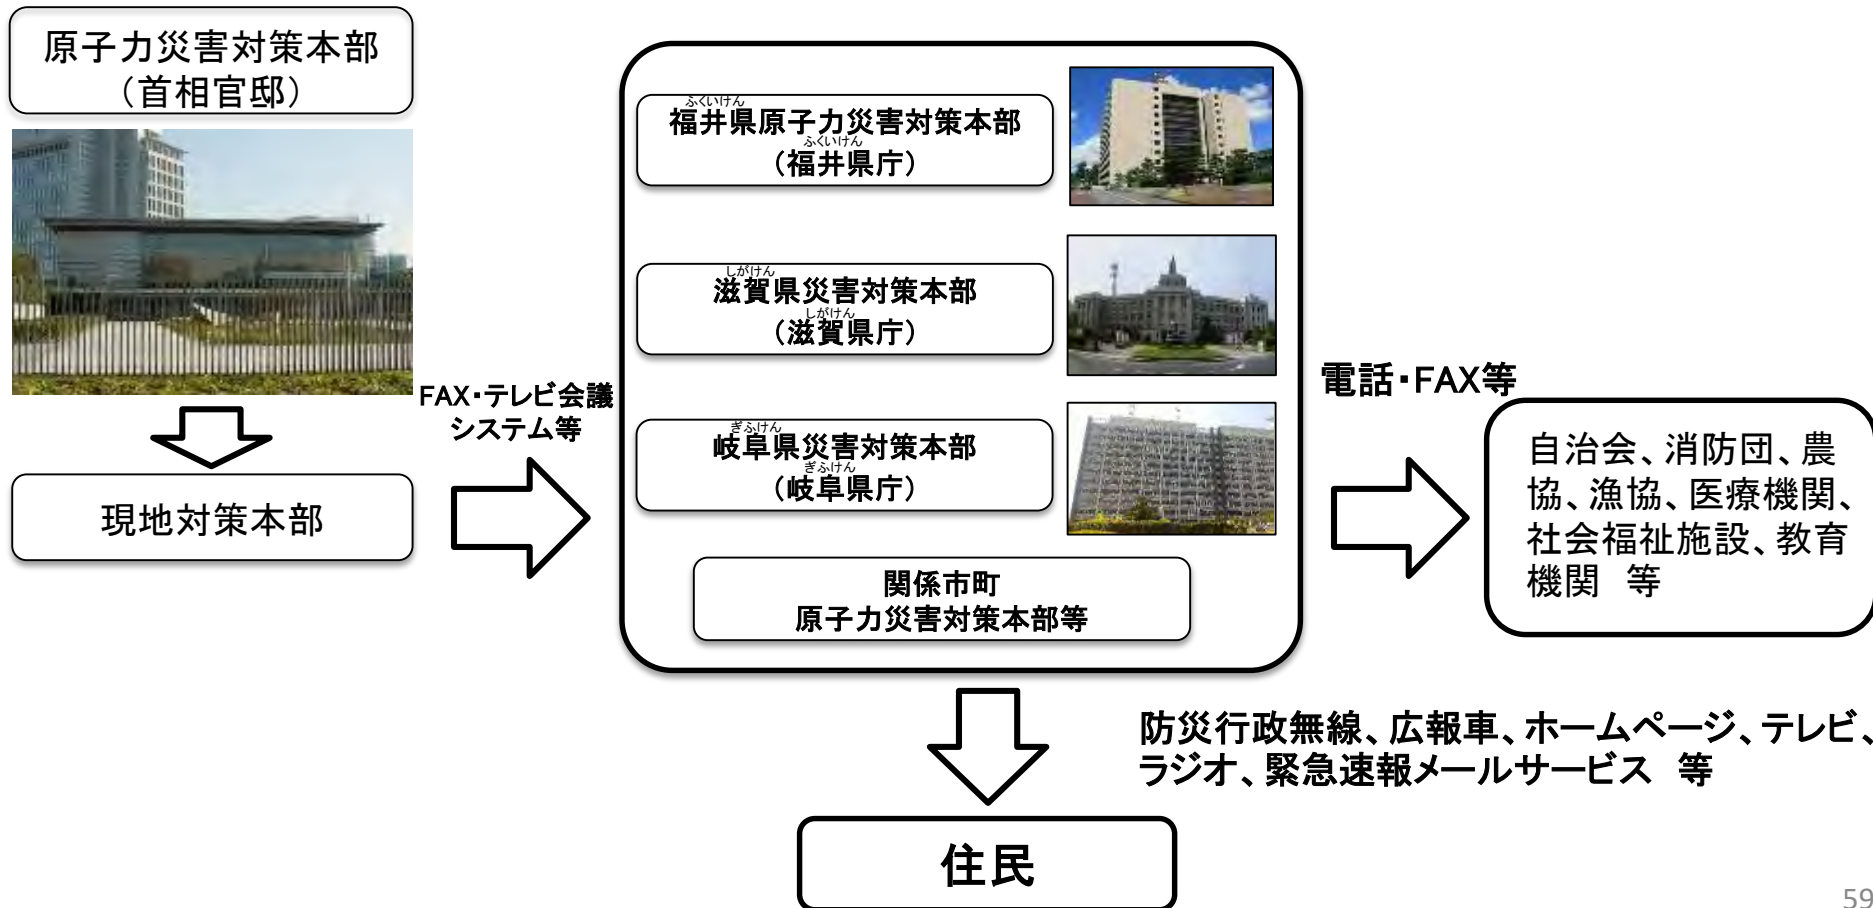 原子力災害対策本部
（首相官邸）
現地対策本部
FAX・テレビ会議
システム等
ふくいけん
福井県原子力災害対策本部
ふくいけん
（福井県庁）
しがけん
滋賀県災害対策本部
しがけん
（滋賀県庁）
ぎふけん
岐阜県災害対策本部
ぎふけん
（岐阜県庁）
関係市町
原子力災害対策本部等
電話・FAX等
自治会、消防団、農
協、漁協、医療機関、
社会福祉施設、教育
機関　等
防災行政無線、広報車、ホームページ、テレビ、
ラジオ、緊急速報メールサービス　等
住民
59